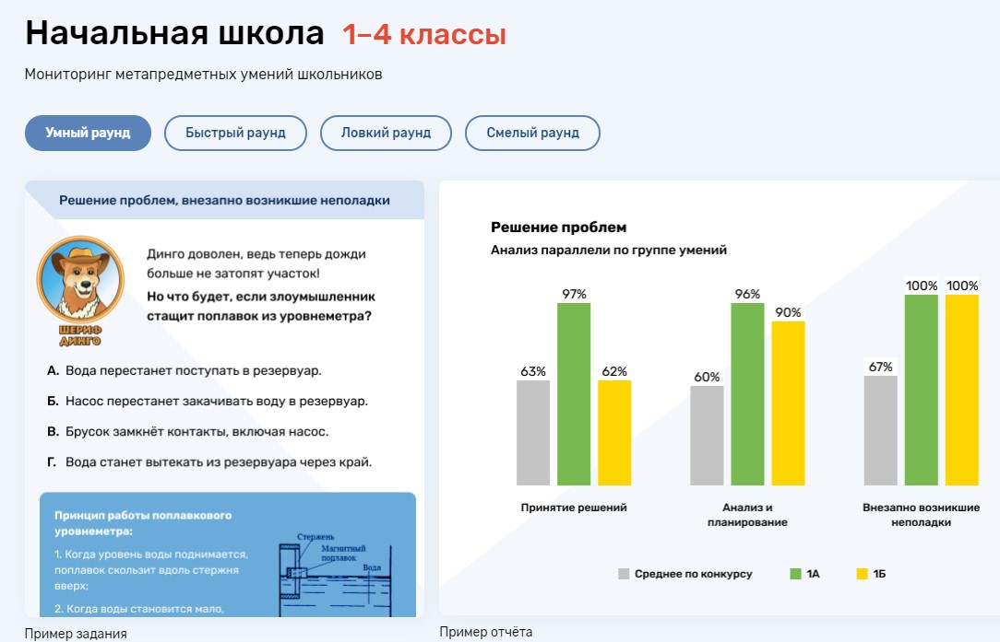 Начальная школа 1–4 классы
Мониторинг метапредметных умений школьников
Умный раунд
Быстрый раунд
Ловкий раунд
Смелый раунд
Решение проблем, внезапно возникшие неполадки
ШЕРИФ
ДИНГО
Динго доволен, ведь теперь дожди
больше не затопят участок!
Но что будет, если злоумышленник
стащит поплавок из уровнеметра?
А. Вода перестанет поступать в резервуар.
Б. Насос перестанет закачивать воду в резервуар.
В. Брусок замкнёт контакты, включая насос.
Г. Вода станет вытекать из резервуара через край.
Принцип работы поплавкового
уровнеметра:
1. Когда уровень воды поднимается,
поплавок скользит вдоль стержня
вверх;
2. Когда воды становится мало,
Стержень
Магнитный
поплавок
Вода
Пример задания
Решение проблем
Анализ параллели по группе умений
63%
97%
62%
60%
96%
90%
67%
100%
100%
Принятие решений
Анализ и
планирование
Внезапно возникшие
неполадки
Среднее по конкурсу
1А
1Б
Пример отчёта